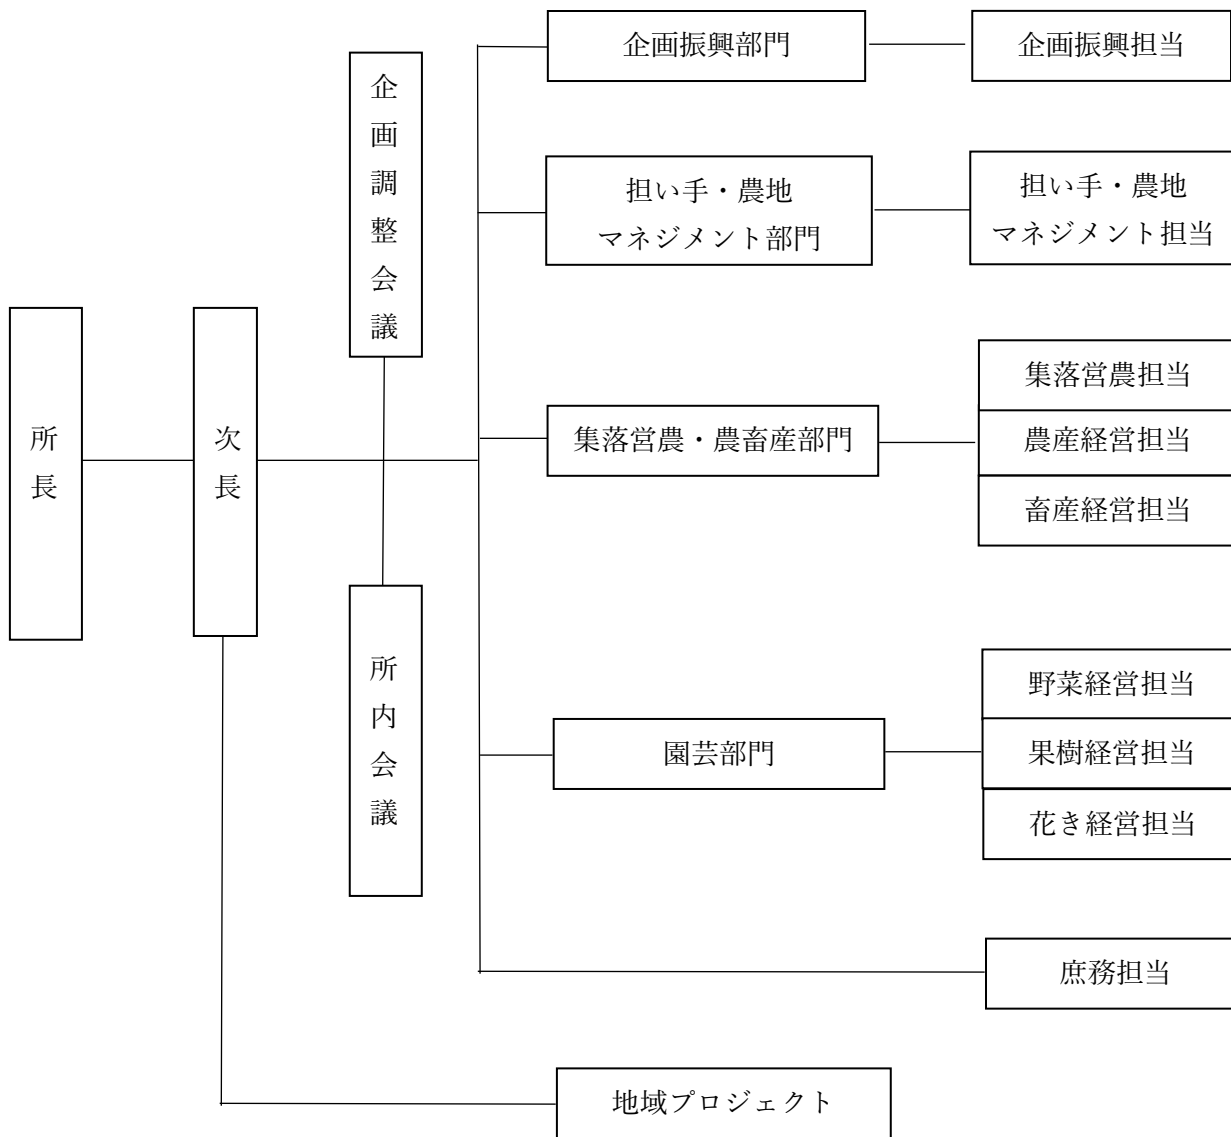 所長
次長
企画調整会議
所内会議
企画振興部門
企画振興担当
担い手・農地
マネジメント部門
担い手・農地
マネジメント担当
集落営農・農畜産部門
集落営農担当
農産経営担当
畜産経営担当
園芸部門
野菜経営担当
果樹経営担当
花き経営担当
庶務担当
地域プロジェクト